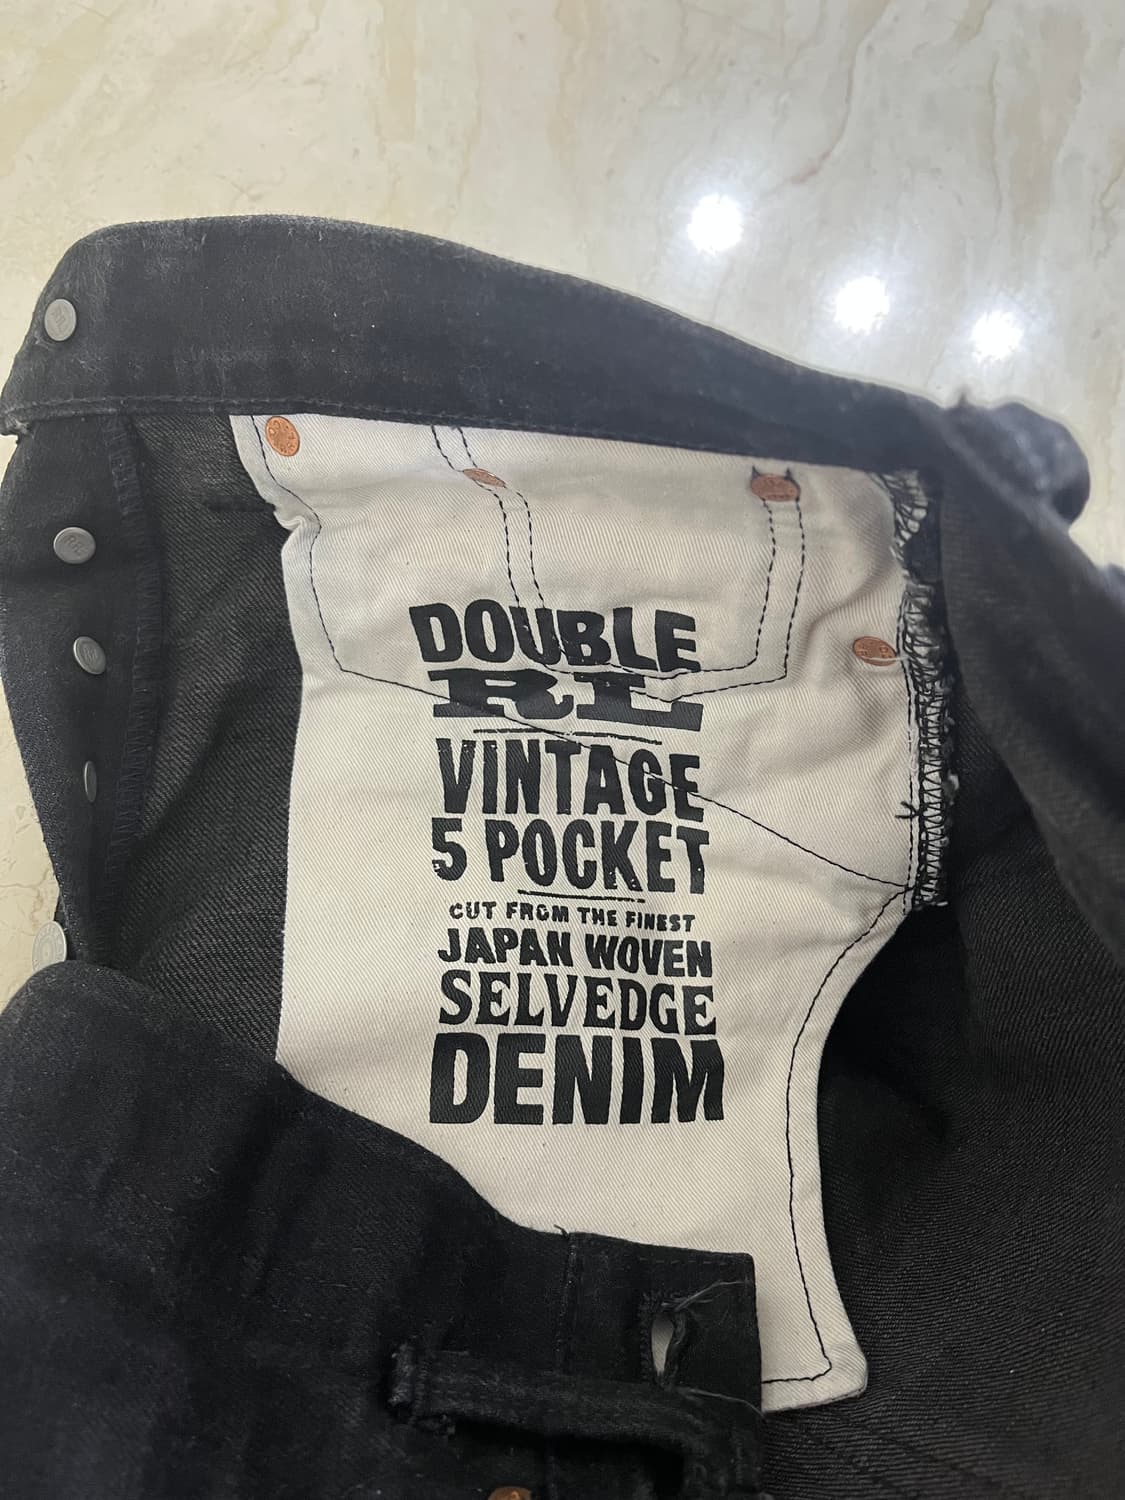 DOUBLE
RL
VINTAGE
5 POCKET
CUT FROM THE FINEST
JAPAN WOVEN
SELVEDGE
DENIM